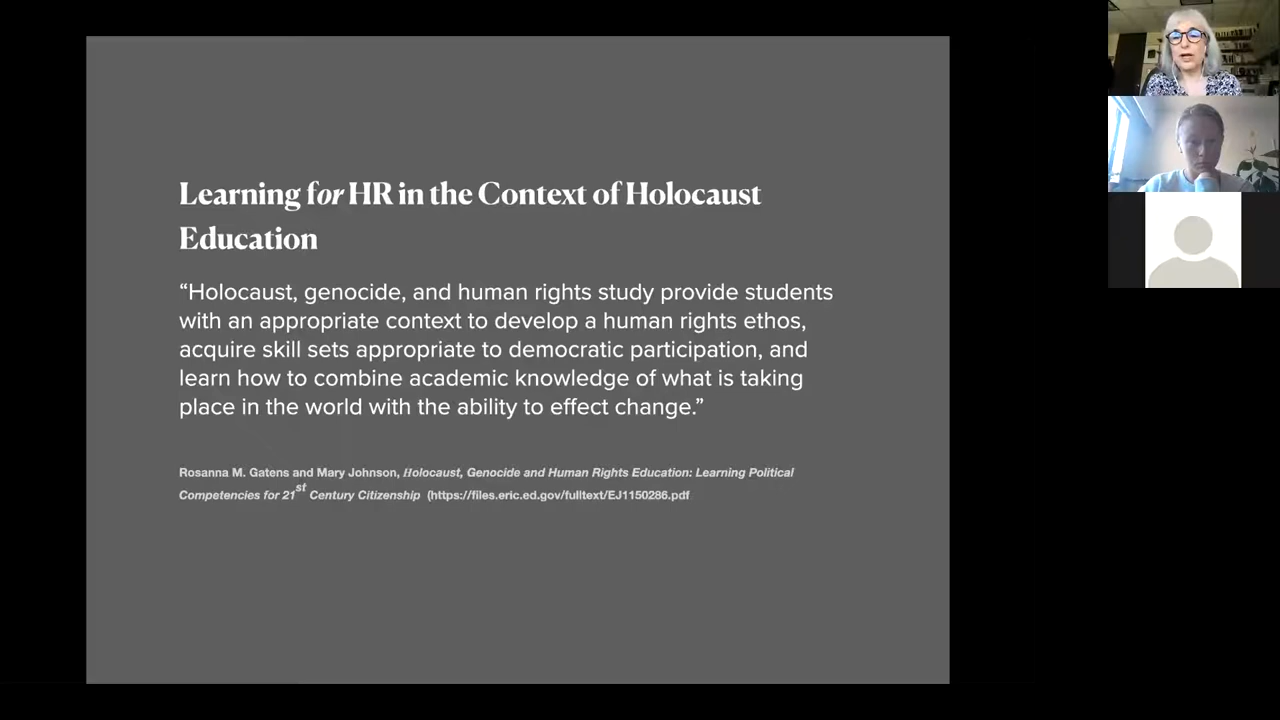 Learning for HR in the Context of Holocaust
Education
“Holocaust, genocide, and human rights study provide students
with an appropriate context to develop a human rights ethos,
acquire skill sets appropriate to democratic participation, and
learn how to combine academic knowledge of what is taking
place in the world with the ability to effect change.”
Rosanna M. Gatens and Mary Johnson, Holocaust, Genocide and Human Rights Education: Learning Political
Competencies for 21st Century Citizenship (https://files.eric.ed.gov/fulltext/EJ1150286.pdf